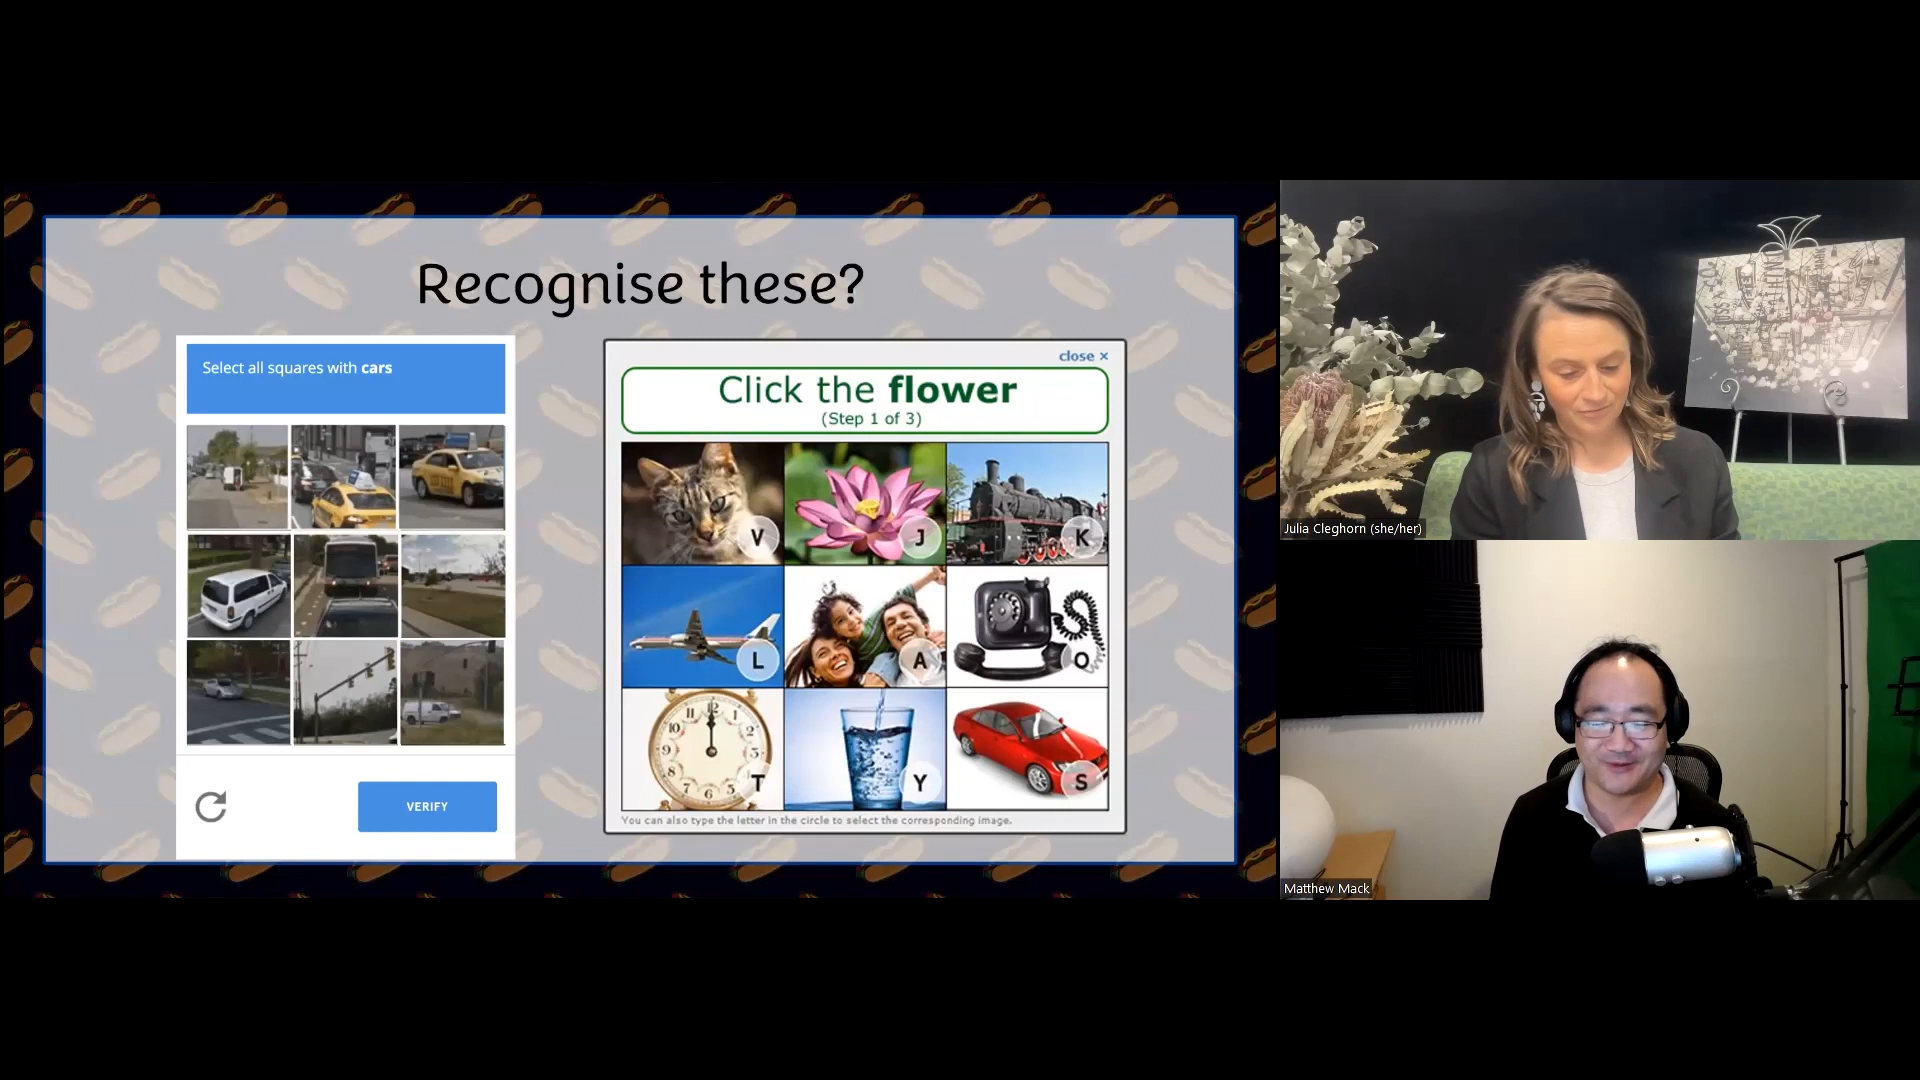 Recognise these?
Select all squares with cars
VERIFY
close ×
Click the flower
(Step 1 of 3)
V
J
K
L
A
O
T
Y
S
You can also type the letter in the circle to select the corresponding image.
Julia Cleghorn (she/her)
Matthew Mack